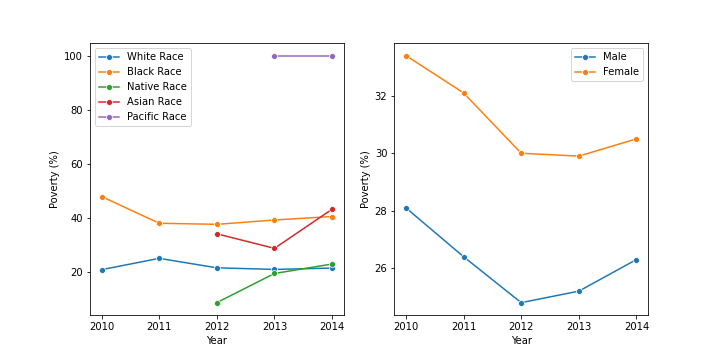 White Race
Black Race
Native Race
Asian Race
Pacific Race
100
80
60
40
20
Poverty (%)
2010 2011 2012 2013 2014
Year
Male
Female
32
30
28
26
Poverty (%)
2010 2011 2012 2013 2014
Year